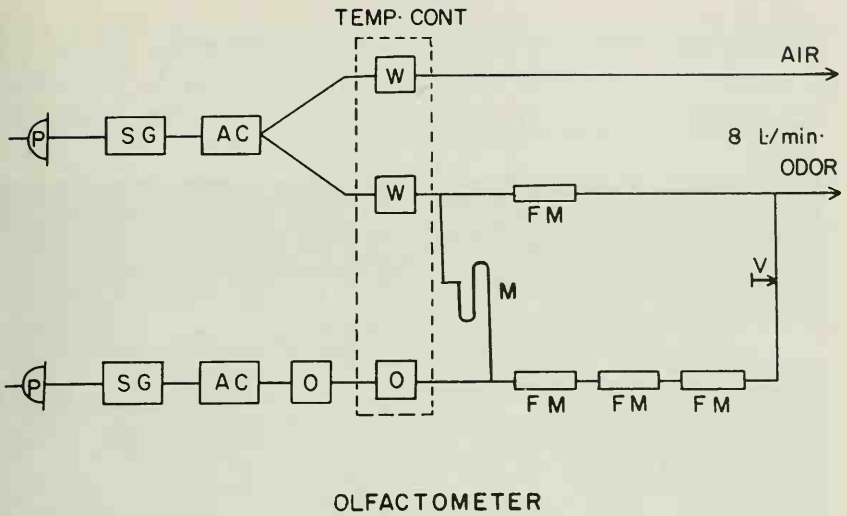 TEMP. CONT
W
AIR
P
SG
AC
8 L/min.
ODOR
W
FM
V
M
P
SG
AC
O
O
FM
FM
FM
OLFACTOMETER